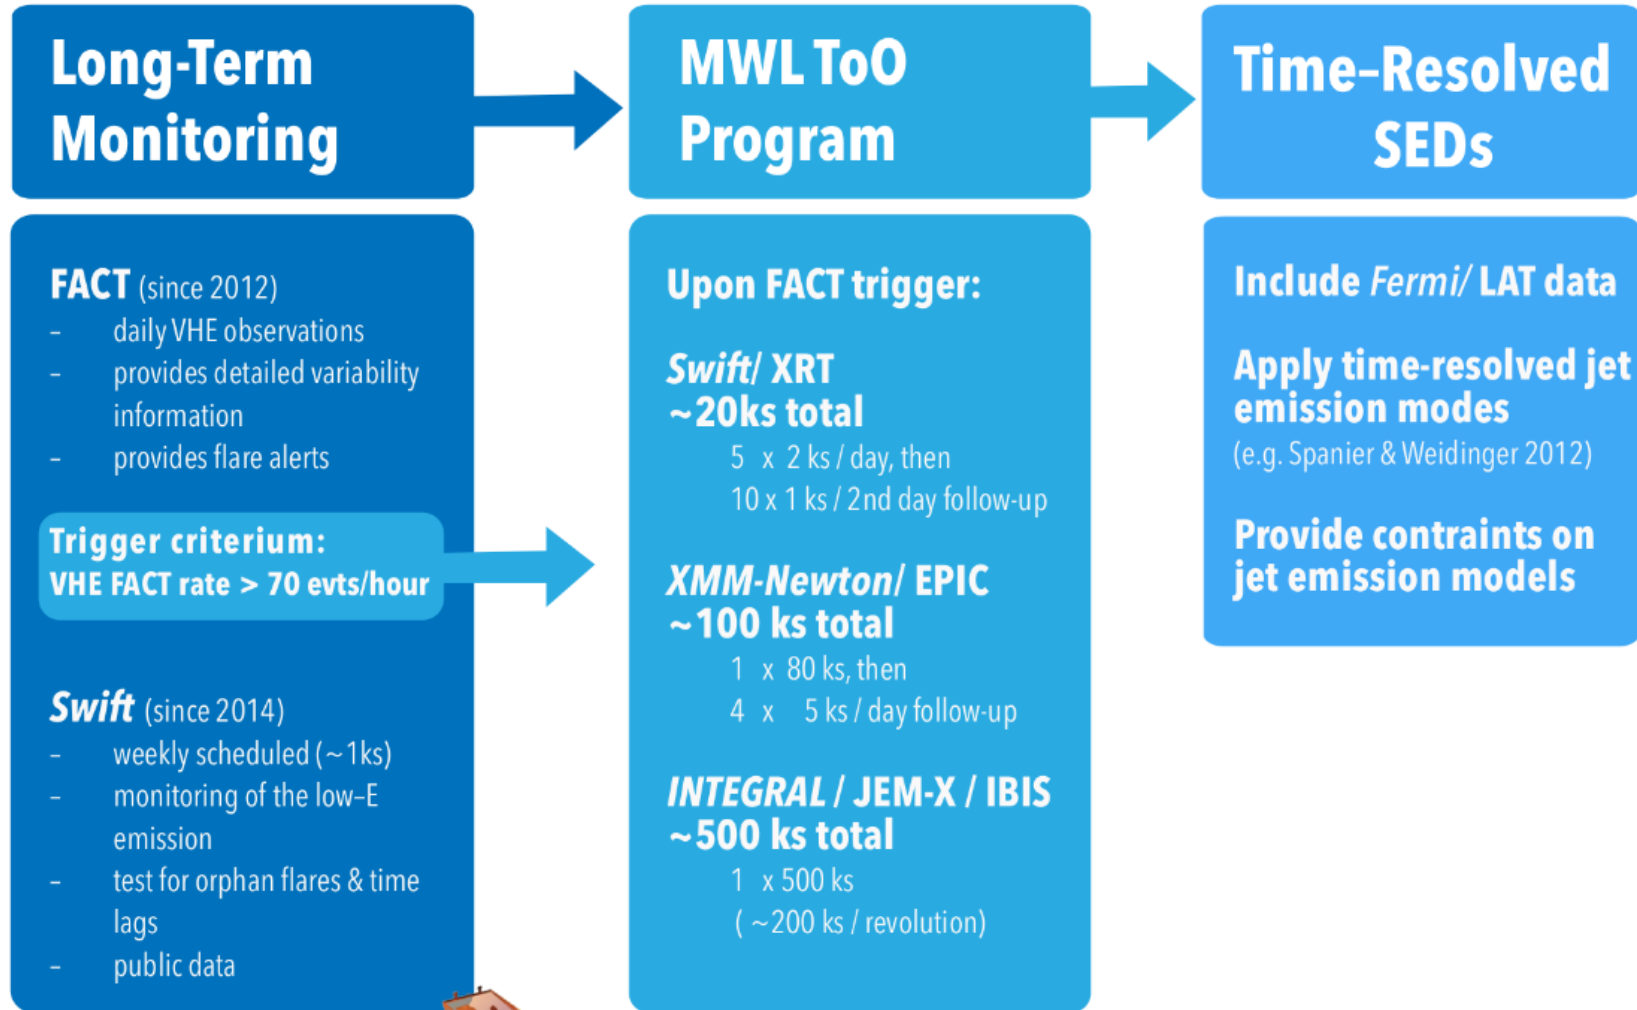 Long-Term
Monitoring
MWL ToO
Program
Time–Resolved
SEDs
FACT (since 2012)
– daily VHE observations
– provides detailed variability
information
– provides flare alerts
Trigger criterium:
VHE FACT rate > 70 evts/hour
Swift (since 2014)
– weekly scheduled (~1ks)
– monitoring of the low–E
emission
– test for orphan flares & time
lags
– public data
Upon FACT trigger:
Swift/ XRT
~20ks total
5 x 2 ks / day, then
10 x 1 ks / 2nd day follow-up
XMM-Newton/ EPIC
~100 ks total
1 x 80 ks, then
4 x 5 ks / day follow-up
INTEGRAL / JEM-X / IBIS
~500 ks total
1 x 500 ks
( ~200 ks / revolution)
Include Fermi/ LAT data
Apply time-resolved jet
emission modes
(e.g. Spanier & Weidinger 2012)
Provide contraints on
jet emission models